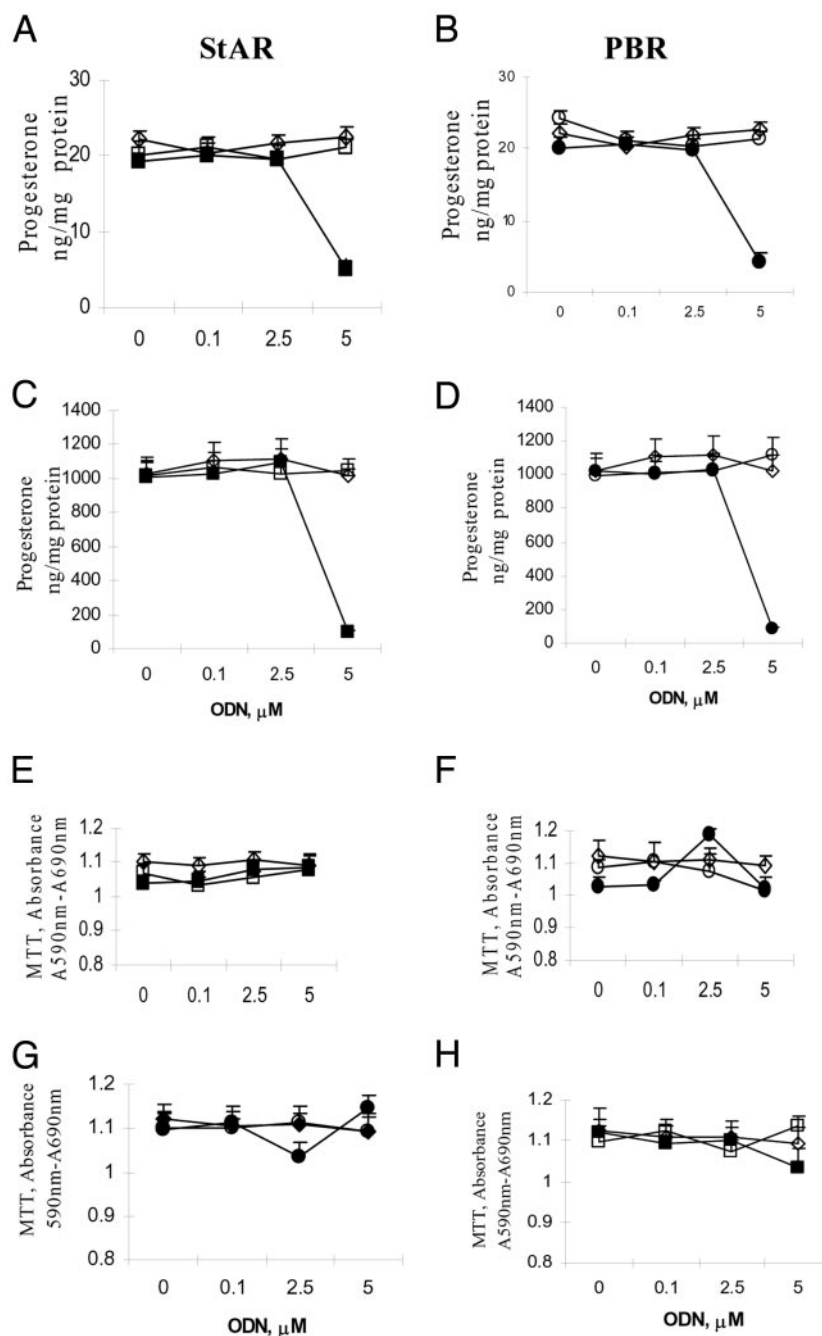 A
StAR
Progesterone
ng/mg protein
30
20
10
0
0 0.1 2.5 5
B
PBR
Progesterone
ng/mg protein
30
20
10
0
0 0.1 2.5 5
C
Progesterone
ng/mg protein
1400
1200
1000
800
600
400
200
0
0 0.1 2.5 5
ODN, μM
D
Progesterone
ng/mg protein
1400
1200
1000
800
600
400
200
0
0 0.1 2.5 5
ODN, μM
E
MTT, Absorbance
A590nm-A690nm
1.2
1.1
1
0.9
0.8
0 0.1 2.5 5
F
MTT, Absorbance
A590nm-A690nm
1.2
1.1
1
0.9
0.8
0 0.1 2.5 5
G
MTT, Absorbance
590nm-A690nm
1.2
1.1
1
0.9
0.8
0 0.1 2.5 5
ODN, μM
H
MTT, Absorbance
A590nm-A690nm
1.2
1.1
1
0.9
0.8
0 0.1 2.5 5
ODN, μM